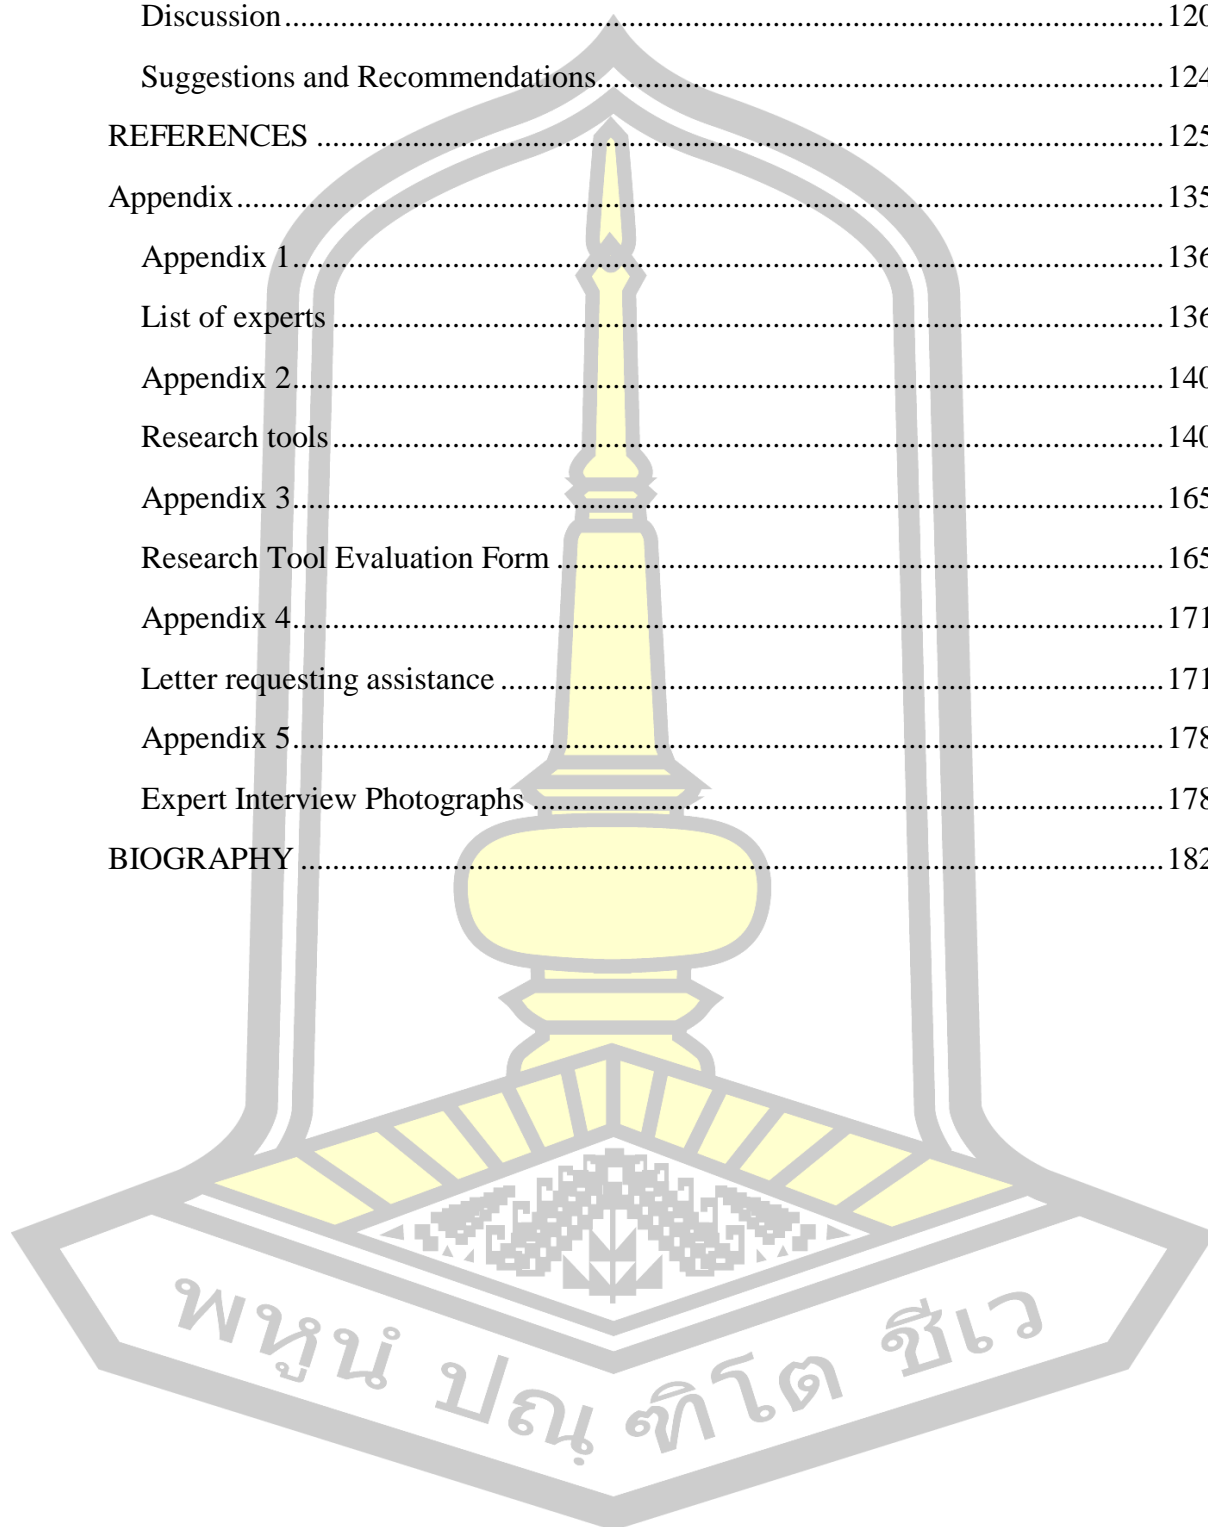 Discussion.......................................................................................................................120
Suggestions and Recommendations.............................................................................124
REFERENCES ..............................................................................................................125
Appendix........................................................................................................................135
Appendix 1.....................................................................................................................136
List of experts ................................................................................................................136
Appendix 2.....................................................................................................................140
Research tools ................................................................................................................140
Appendix 3.....................................................................................................................165
Research Tool Evaluation Form ...................................................................................165
Appendix 4.....................................................................................................................171
Letter requesting assistance ..........................................................................................171
Appendix 5.....................................................................................................................178
Expert Interview Photographs ......................................................................................178
BIOGRAPHY ................................................................................................................182
พหูนํ ปณฺ ฑิโต ชีเว